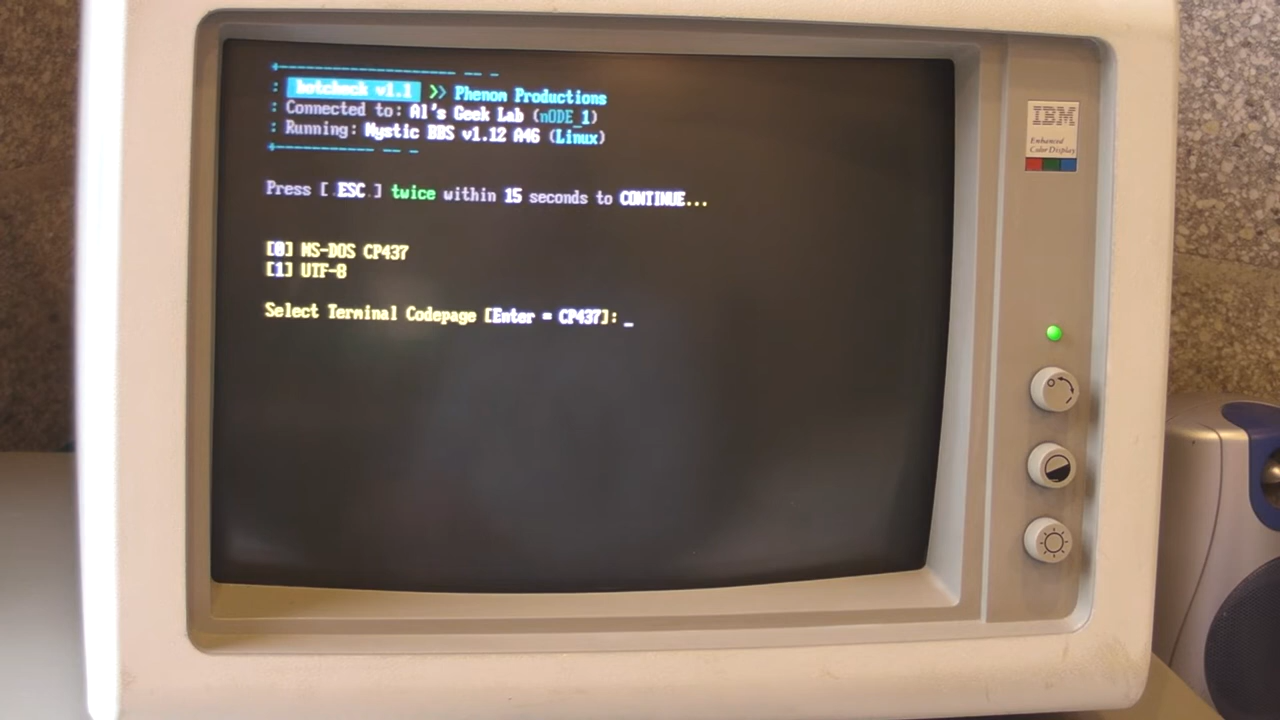 : botcheck v1.1 >> Phenom Productions
: Connected to: Al's Geek Lab (nODE_1)
: Running: Mystic BBS v1.12 A46 (Linux)
Press [ ESC ] twice within 15 seconds to CONTINUE...
[0] MS-DOS CP437
[1] UTF-8
Select Terminal Codepage [Enter = CP437]: _
IBM
Enhanced
Color Display